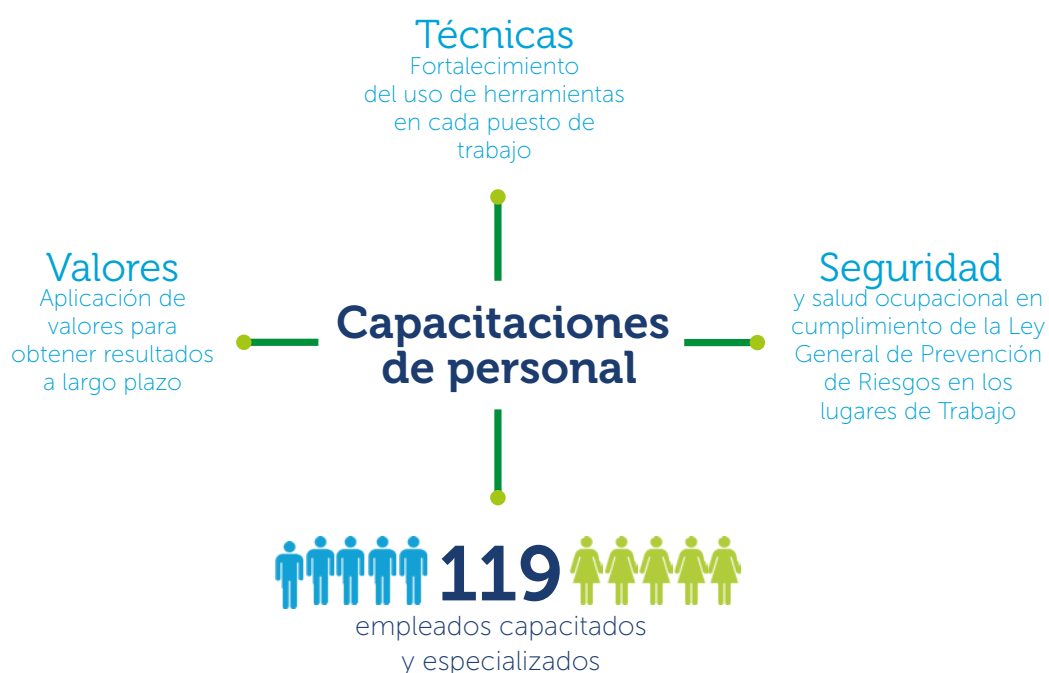 Técnicas
Fortalecimiento
del uso de herramientas
en cada puesto de
trabajo
Valores
Aplicación de
valores para
obtener resultados
a largo plazo
Capacitaciones
de personal
Seguridad
y salud ocupacional en
cumplimiento de la Ley
General de Prevención
de Riesgos en los
lugares de Trabajo
119
empleados capacitados
y especializados